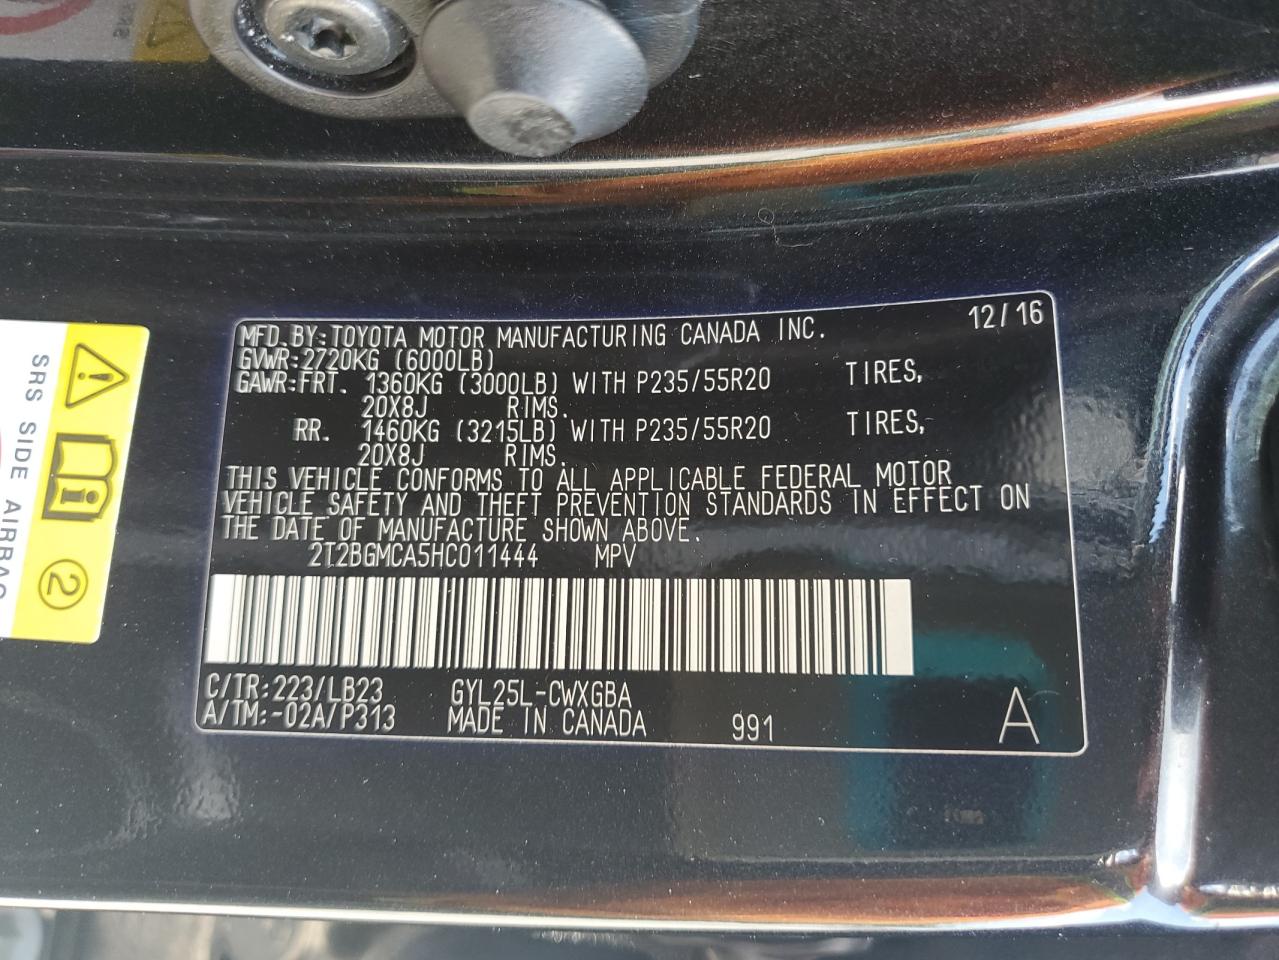 MFD.BY:TOYOTA MOTOR MANUFACTURING CANADA INC. 12/16
GVWR:2720KG (6000LB)
GAWR:FRT. 1360KG (3000LB) WITH P235/55R20 TIRES,
20X8J RIMS.
RR. 1460KG (3215LB) WITH P235/55R20 TIRES,
20X8J RIMS.
THIS VEHICLE CONFORMS TO ALL APPLICABLE FEDERAL MOTOR
VEHICLE SAFETY AND THEFT PREVENTION STANDARDS IN EFFECT ON
THE DATE OF MANUFACTURE SHOWN ABOVE.
2T2BGMCA5HC011444 MPV
C/TR:223/LB23 GYL25L-CWXGBA
A/TM:-02A/P313 MADE IN CANADA 991 A
SRS SIDE AIRBAG
2